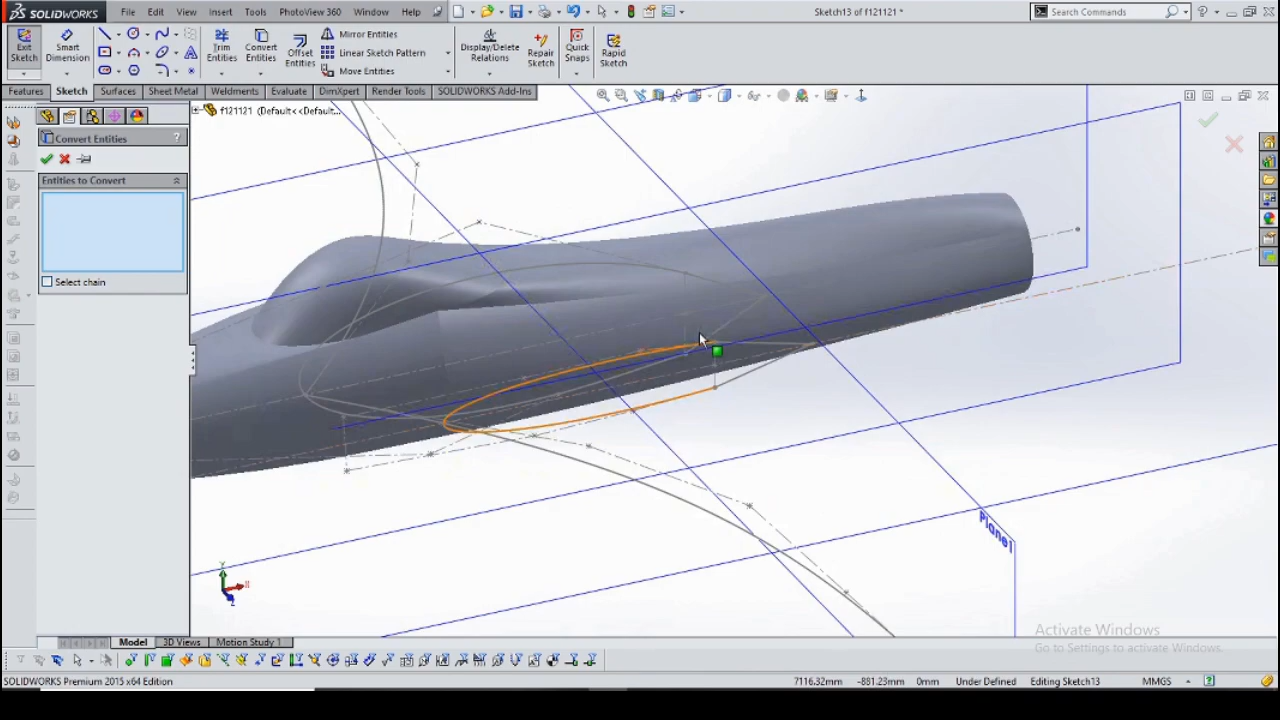 SOLIDWORKS File Edit View Insert Tools PhotoView 360 Window Help Sketch13 of f121121 * Search Commands
Exit Sketch Smart Dimension Trim Entities Convert Entities Offset Entities Mirror Entities Linear Sketch Pattern Move Entities Display/Delete Relations Repair Sketch Quick Snaps Rapid Sketch
Features Sketch Surfaces Sheet Metal Weldments Evaluate DimXpert Render Tools SOLIDWORKS Add-Ins
f121121 (Default<<Default...
Convert Entities ?
Entities to Convert
Select chain
Plane1
Y
X
Z
Activate Windows
Go to Settings to activate Windows.
Model 3D Views Motion Study 1
SOLIDWORKS Premium 2015 x64 Edition 7116.32mm -881.23mm 0mm Under Defined Editing Sketch13 MMGS